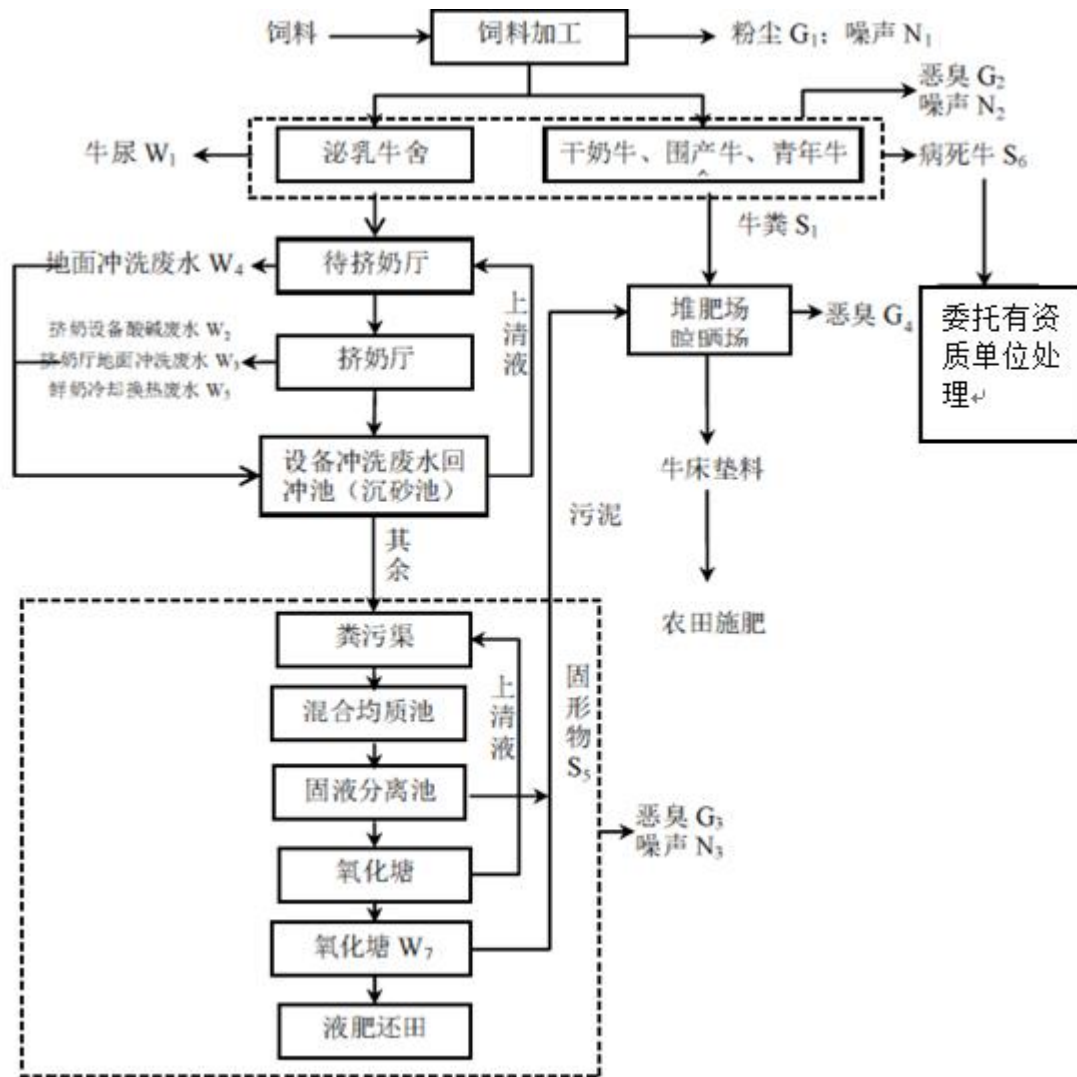 饲料
饲料加工
粉尘 G₁；噪声 N₁
恶臭 G₂
噪声 N₂
牛尿 W₁
泌乳牛舍
干奶牛、围产牛、青年牛
病死牛 S₆
牛粪 S₁
地面冲洗废水 W₄
待挤奶厅
上清液
堆肥场
晾晒场
恶臭 G₄
委托有资
质单位处
理
挤奶设备酸碱废水 W₂
挤奶厅地面冲洗废水 W₃
鲜奶冷却换热废水 W₅
挤奶厅
设备冲洗废水回
冲池（沉砂池）
牛床垫料
污泥
其余
农田施肥
粪污渠
上清液
固形物 S₅
混合均质池
固液分离池
恶臭 G₃
噪声 N₃
氧化塘
氧化塘 W₇
液肥还田